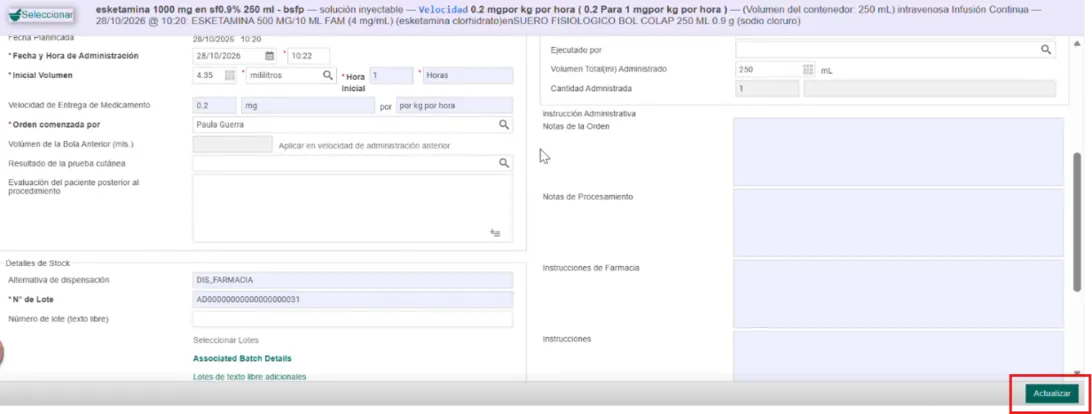 Seleccionar
esketamina 1000 mg en sf0.9% 250 ml - bsfp — solución inyectable — Velocidad 0.2 mgpor kg por hora ( 0.2 Para 1 mgpor kg por hora ) — (Volumen del contenedor: 250 mL) intravenosa Infusión Continua —
28/10/2026 @ 10:20 ESKETAMINA 500 MG/10 ML FAM (4 mg/mL) (esketamina clorhidrato)enSUERO FISIOLOGICO BOL COLAP 250 ML 0.9 g (sodio cloruro)
Fecha Planificada 28/10/2026 10:20
*Fecha y Hora de Administración 28/10/2026 * 10:22
*Inicial Volumen 4.35 * mililitros *Hora Inicial 1 * Horas
Velocidad de Entrega de Medicamento 0.2 mg por por kg por hora
*Orden comenzada por Paula Guerra
Volúmen de la Bola Anterior (mls.) Aplicar en velocidad de administración anterior
Resultado de la prueba cutánea
Evaluación del paciente posterior al
procedimiento
Detalles de Stock
Alternativa de dispensación DIS_FARMACIA
*N° de Lote AD00000000000000000031
Número de lote (texto libre)
Seleccionar Lotes
Associated Batch Details
Lotes de texto libre adicionales
Ejecutado por
Volumen Total(ml) Administrado 250 mL
Cantidad Admnistrada 1
Instrucción Administrativa
Notas de la Orden
Notas de Procesamiento
Instrucciones de Farmacia
Instrucciones
Actualizar